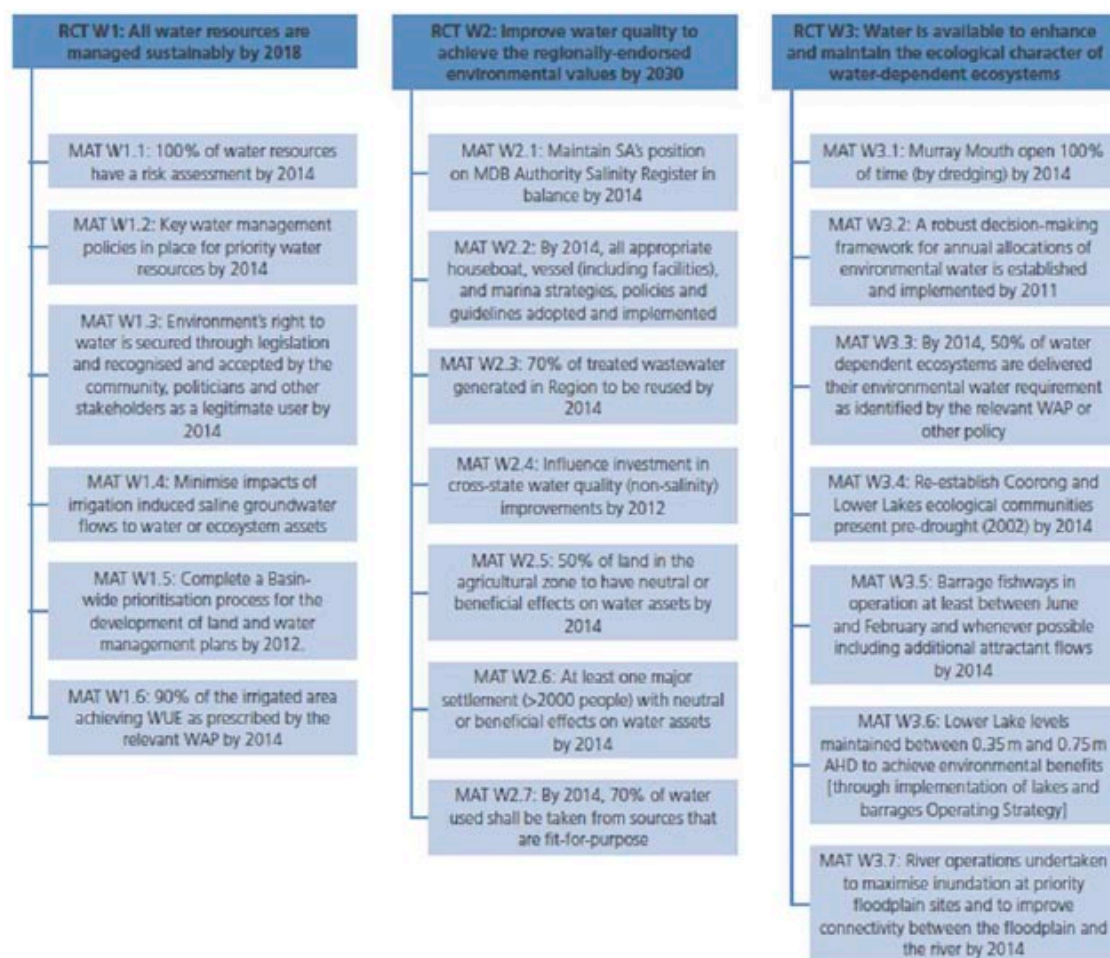 RCT W1: All water resources are
managed sustainably by 2018
MAT W1.1: 100% of water resources
have a risk assessment by 2014
MAT W1.2: Key water management
policies in place for priority water
resources by 2014
MAT W1.3: Environment's right to
water is secured through legislation
and recognised and accepted by the
community, politicians and other
stakeholders as a legitimate user by
2014
MAT W1.4: Minimise impacts of
irrigation induced saline groundwater
flows to water or ecosystem assets
MAT W1.5: Complete a Basin-
wide prioritisation process for the
development of land and water
management plans by 2012.
MAT W1.6: 90% of the irrigated area
achieving WUE as prescribed by the
relevant WAP by 2014
RCT W2: Improve water quality to
achieve the regionally-endorsed
environmental values by 2030
MAT W2.1: Maintain SA's position
on MDB Authority Salinity Register in
balance by 2014
MAT W2.2: By 2014, all appropriate
houseboat, vessel (including facilities),
and marina strategies, policies and
guidelines adopted and implemented
MAT W2.3: 70% of treated wastewater
generated in Region to be reused by
2014
MAT W2.4: Influence investment in
cross-state water quality (non-salinity)
improvements by 2012
MAT W2.5: 50% of land in the
agricultural zone to have neutral or
beneficial effects on water assets by
2014
MAT W2.6: At least one major
settlement (>2000 people) with neutral
or beneficial effects on water assets
by 2014
MAT W2.7: By 2014, 70% of water
used shall be taken from sources that
are fit-for-purpose
RCT W3: Water is available to enhance
and maintain the ecological character of
water-dependent ecosystems
MAT W3.1: Murray Mouth open 100%
of time (by dredging) by 2014
MAT W3.2: A robust decision-making
framework for annual allocations of
environmental water is established
and implemented by 2011
MAT W3.3: By 2014, 50% of water
dependent ecosystems are delivered
their environmental water requirement
as identified by the relevant WAP or
other policy
MAT W3.4: Re-establish Coorong and
Lower Lakes ecological communities
present pre-drought (2002) by 2014
MAT W3.5: Barrage fishways in
operation at least between June
and February and whenever possible
including additional attractant flows
by 2014
MAT W3.6: Lower Lake levels
maintained between 0.35 m and 0.75 m
AHD to achieve environmental benefits
[through implementation of lakes and
barrages Operating Strategy]
MAT W3.7: River operations undertaken
to maximise inundation at priority
floodplain sites and to improve
connectivity between the floodplain and
the river by 2014